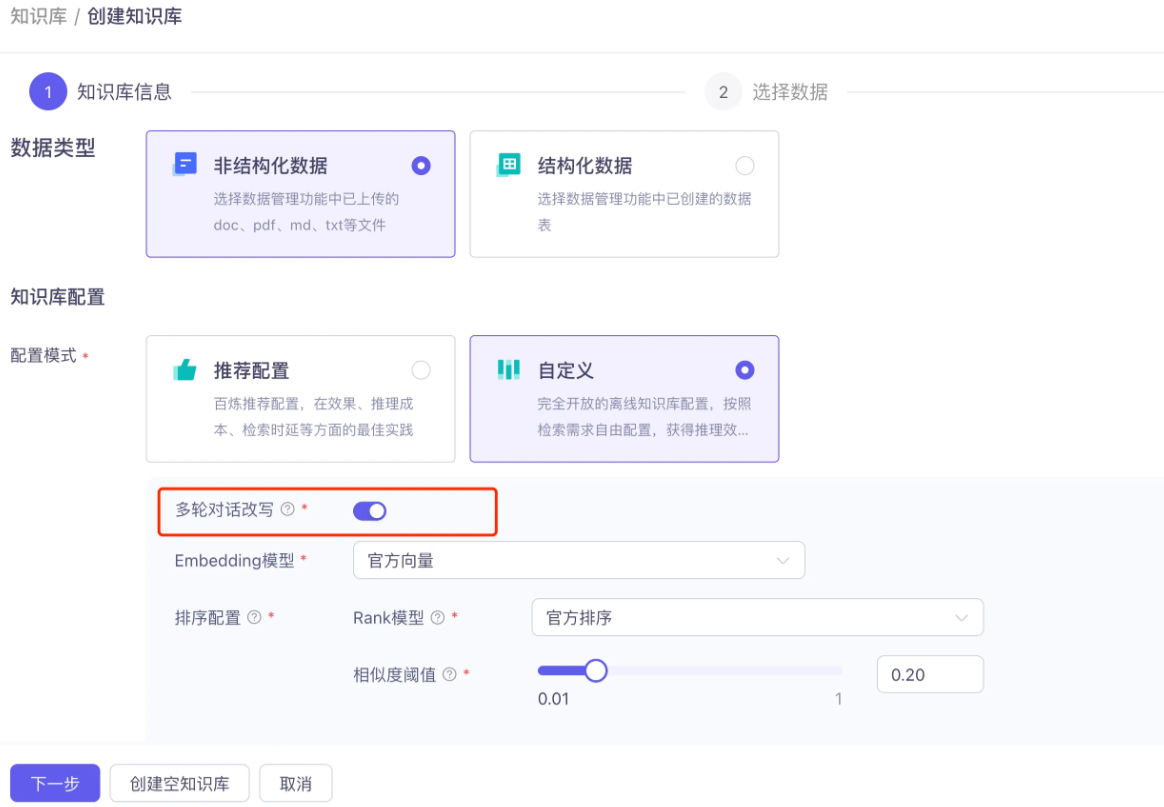 知识库 / 创建知识库
1 知识库信息
2 选择数据
数据类型
非结构化数据
选择数据管理功能中已上传的
doc、pdf、md、txt等文件
结构化数据
选择数据管理功能中已创建的数据
表
知识库配置
配置模式 *
推荐配置
百炼推荐配置，在效果、推理成
本、检索时延等方面的最佳实践
自定义
完全开放的离线知识库配置，按照
检索需求自由配置，获得推理效...
多轮对话改写 ? *
Embedding模型 *
官方向量
排序配置 ? *
Rank模型 ? *
官方排序
相似度阈值 ? *
0.20
0.01
1
下一步
创建空知识库
取消